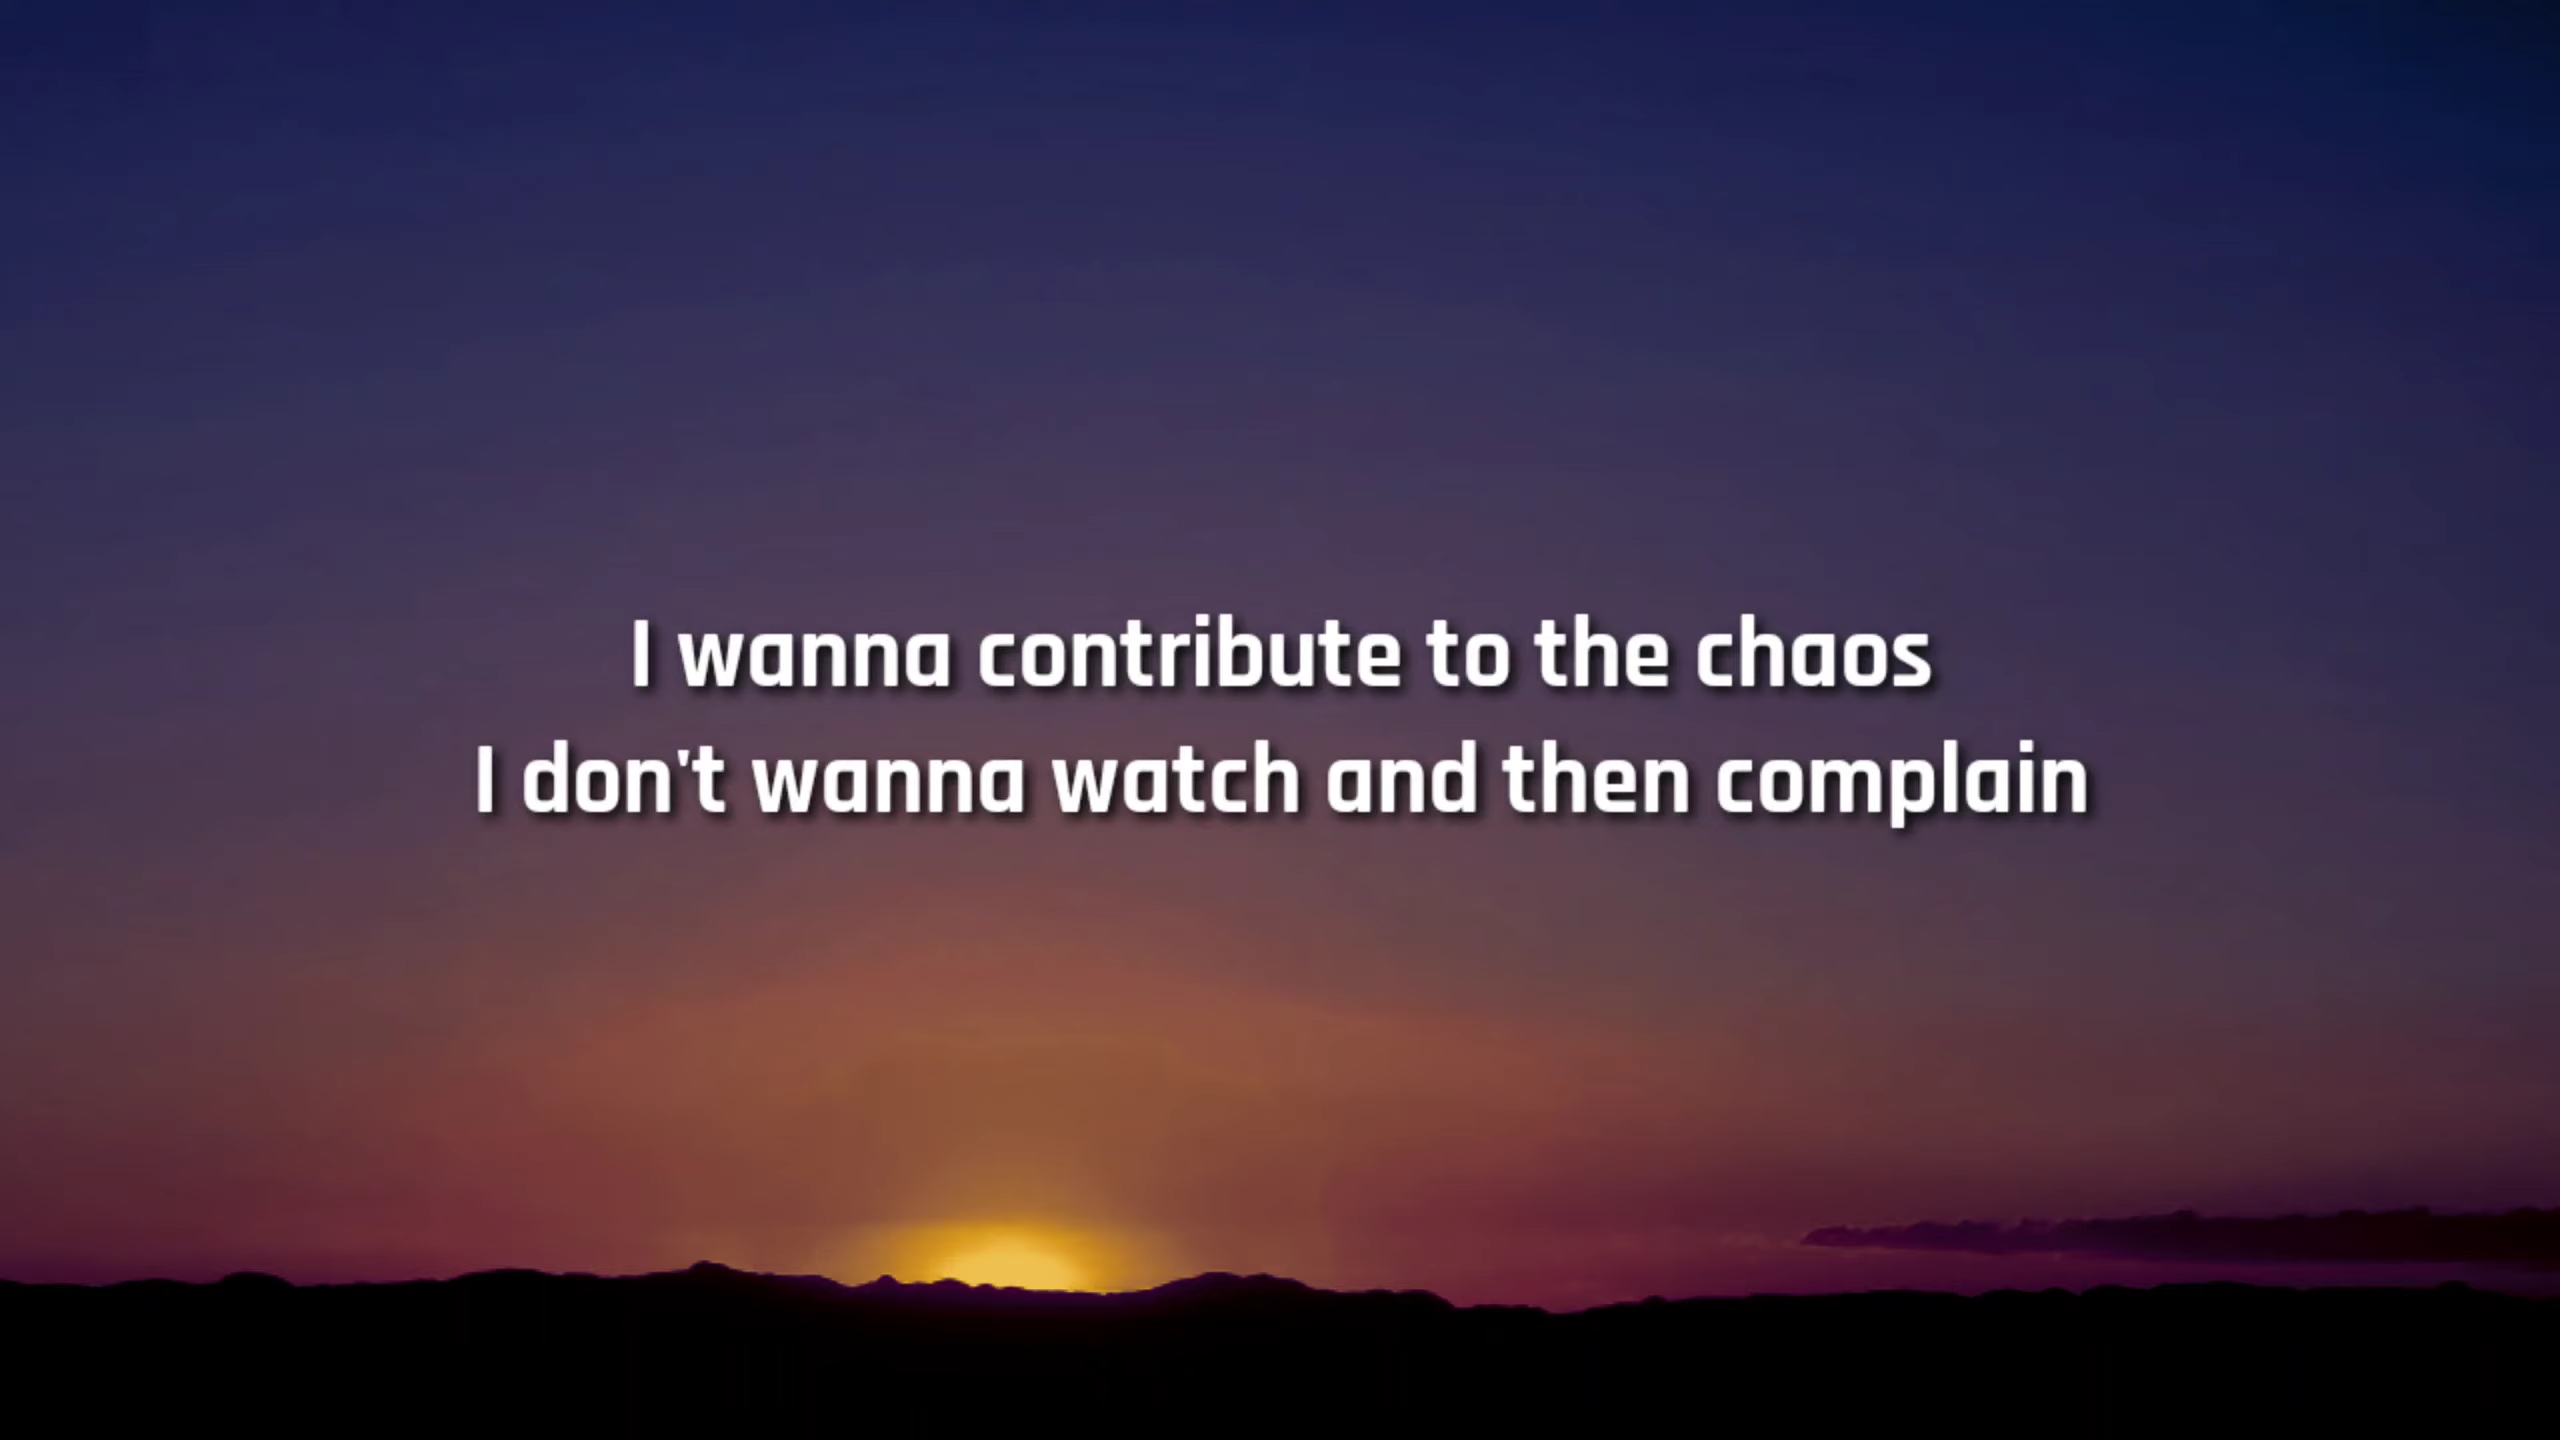 I wanna contribute to the chaos
I don't wanna watch and then complain